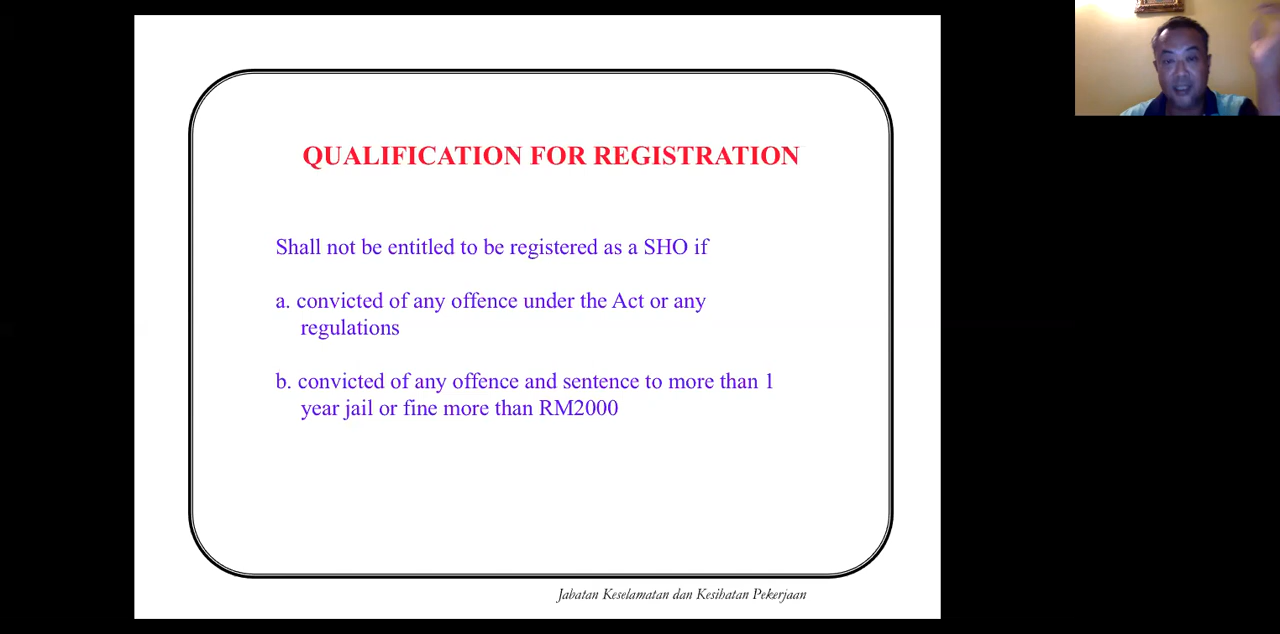 QUALIFICATION FOR REGISTRATION
Shall not be entitled to be registered as a SHO if
a. convicted of any offence under the Act or any
regulations
b. convicted of any offence and sentence to more than 1
year jail or fine more than RM2000
Jabatan Keselamatan dan Kesihatan Pekerjaan